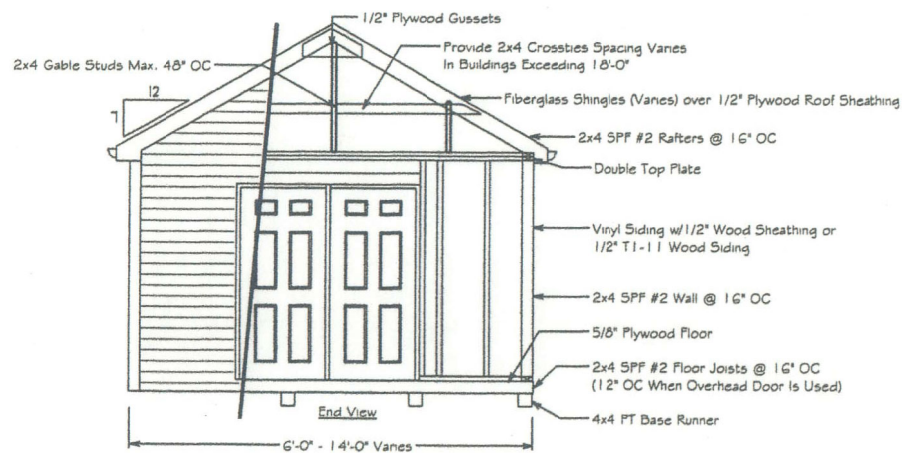 1/2" Plywood Gussets
Provide 2x4 Crossties Spacing Varies
In Buildings Exceeding 18'-0"
2x4 Gable Studs Max. 48" OC
12
7
Fiberglass Shingles (Varies) over 1/2" Plywood Roof Sheathing
2x4 SPF #2 Rafters @ 16" OC
Double Top Plate
Vinyl Siding w/1/2" Wood Sheathing or
1/2" T1-11 Wood Siding
2x4 SPF #2 Wall @ 16" OC
5/8" Plywood Floor
2x4 SPF #2 Floor Joists @ 16" OC
(12" OC When Overhead Door Is Used)
4x4 PT Base Runner
End View
6'-0" - 14'-0" Varies